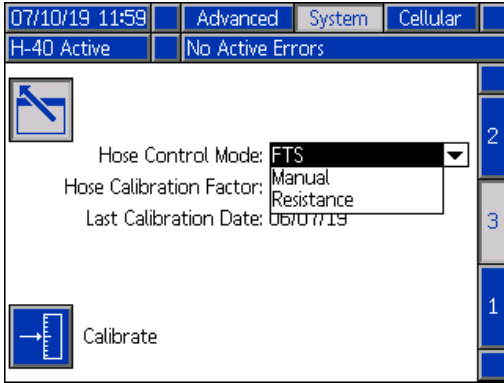 07/10/19 11:59 Advanced System Cellular
H-40 Active No Active Errors
2
Hose Control Mode: FTS
Manual
Hose Calibration Factor:
Resistance
Last Calibration Date: 06/07/19
3
1
Calibrate